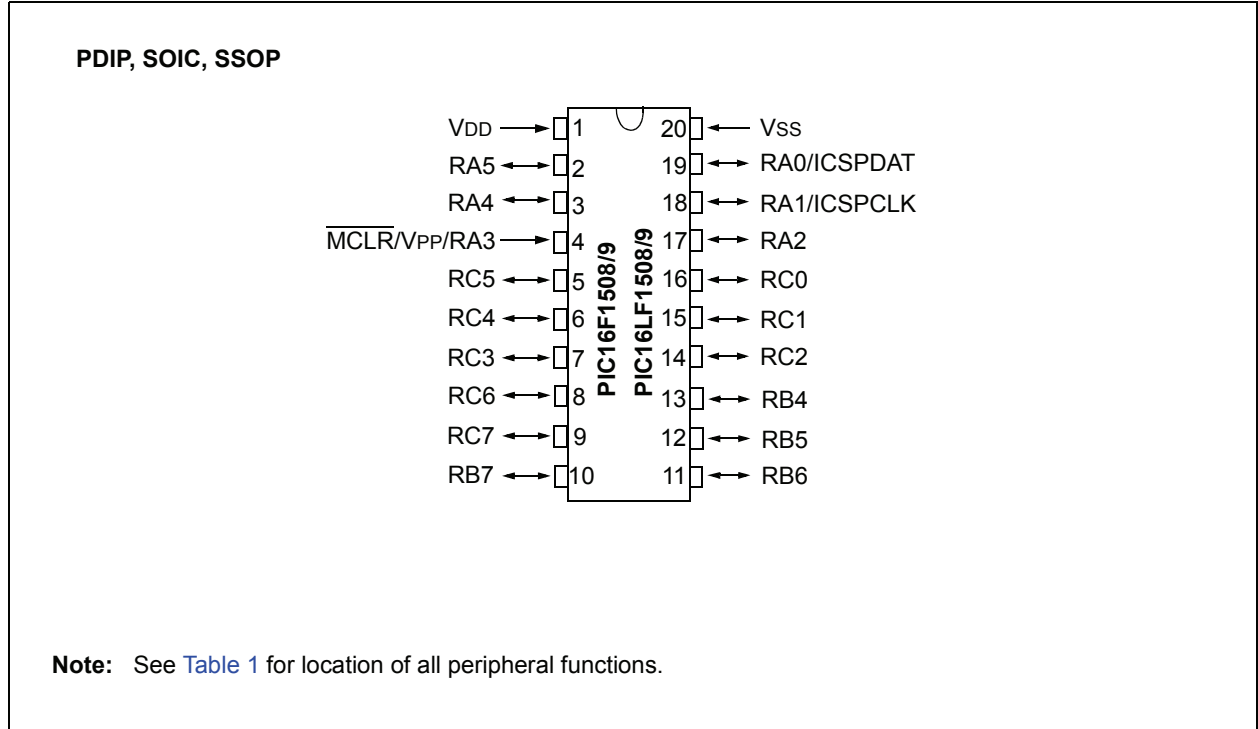 PDIP, SOIC, SSOP
VDD 1 20 VSS
RA5 2 19 RA0/ICSPDAT
RA4 3 18 RA1/ICSPCLK
MCLR/VPP/RA3 4 17 RA2
RC5 5 16 RC0
RC4 6 15 RC1
RC3 7 14 RC2
RC6 8 13 RB4
RC7 9 12 RB5
RB7 10 11 RB6
PIC16F1508/9
PIC16LF1508/9
Note: See Table 1 for location of all peripheral functions.